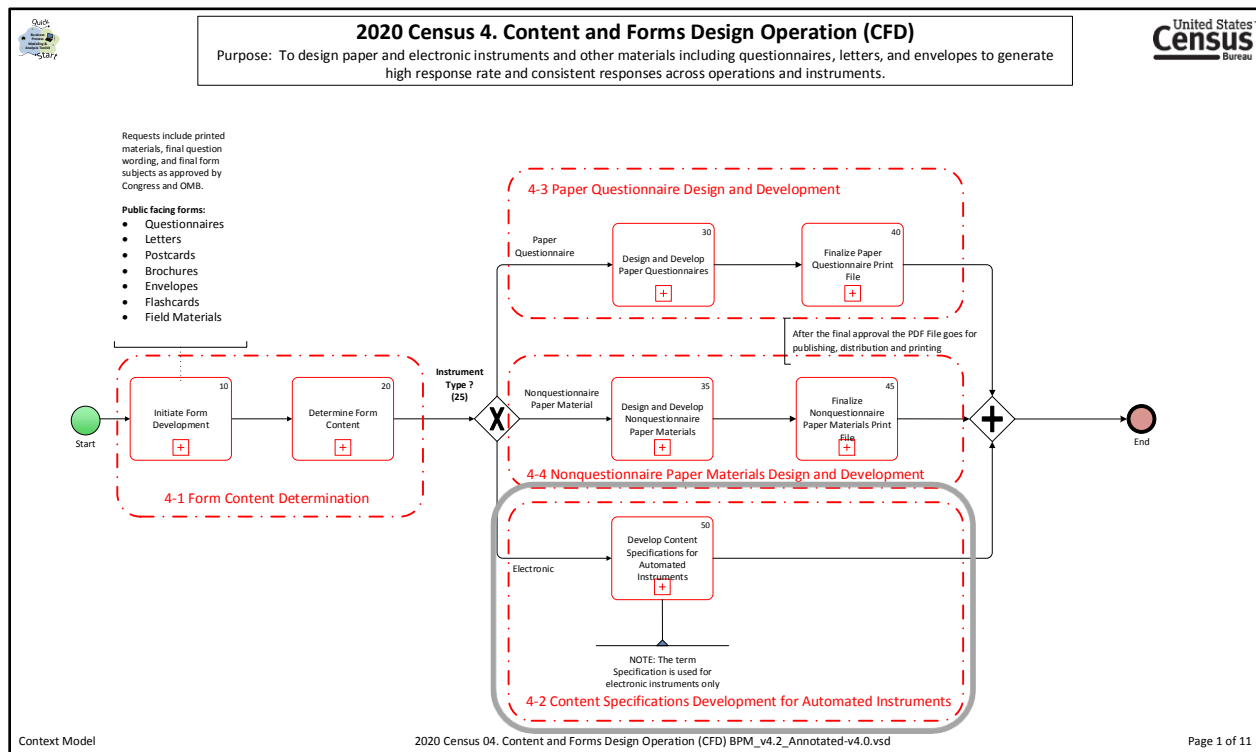 Quick
Business
Process
Modeling &
Analysis Toolkit
Start
2020 Census 4. Content and Forms Design Operation (CFD)
Purpose: To design paper and electronic instruments and other materials including questionnaires, letters, and envelopes to generate
high response rate and consistent responses across operations and instruments.
United States
Census
Bureau
Requests include printed
materials, final question
wording, and final form
subjects as approved by
Congress and OMB.
Public facing forms:
• Questionnaires
• Letters
• Postcards
• Brochures
• Envelopes
• Flashcards
• Field Materials
Start
10
Initiate Form
Development
20
Determine Form
Content
4-1 Form Content Determination
Instrument
Type ?
(25)
X
4-3 Paper Questionnaire Design and Development
Paper
Questionnaire
30
Design and Develop
Paper Questionnaires
40
Finalize Paper
Questionnaire Print
File
After the final approval the PDF File goes for
publishing, distribution and printing
Nonquestionnaire
Paper Material
35
Design and Develop
Nonquestionnaire
Paper Materials
45
Finalize
Nonquestionnaire
Paper Materials Print
File
4-4 Nonquestionnaire Paper Materials Design and Development
End
Electronic
50
Develop Content
Specifications for
Automated
Instruments
NOTE: The term
Specification is used for
electronic instruments only
4-2 Content Specifications Development for Automated Instruments
Context Model
2020 Census 04. Content and Forms Design Operation (CFD) BPM_v4.2_Annotated-v4.0.vsd
Page 1 of 11